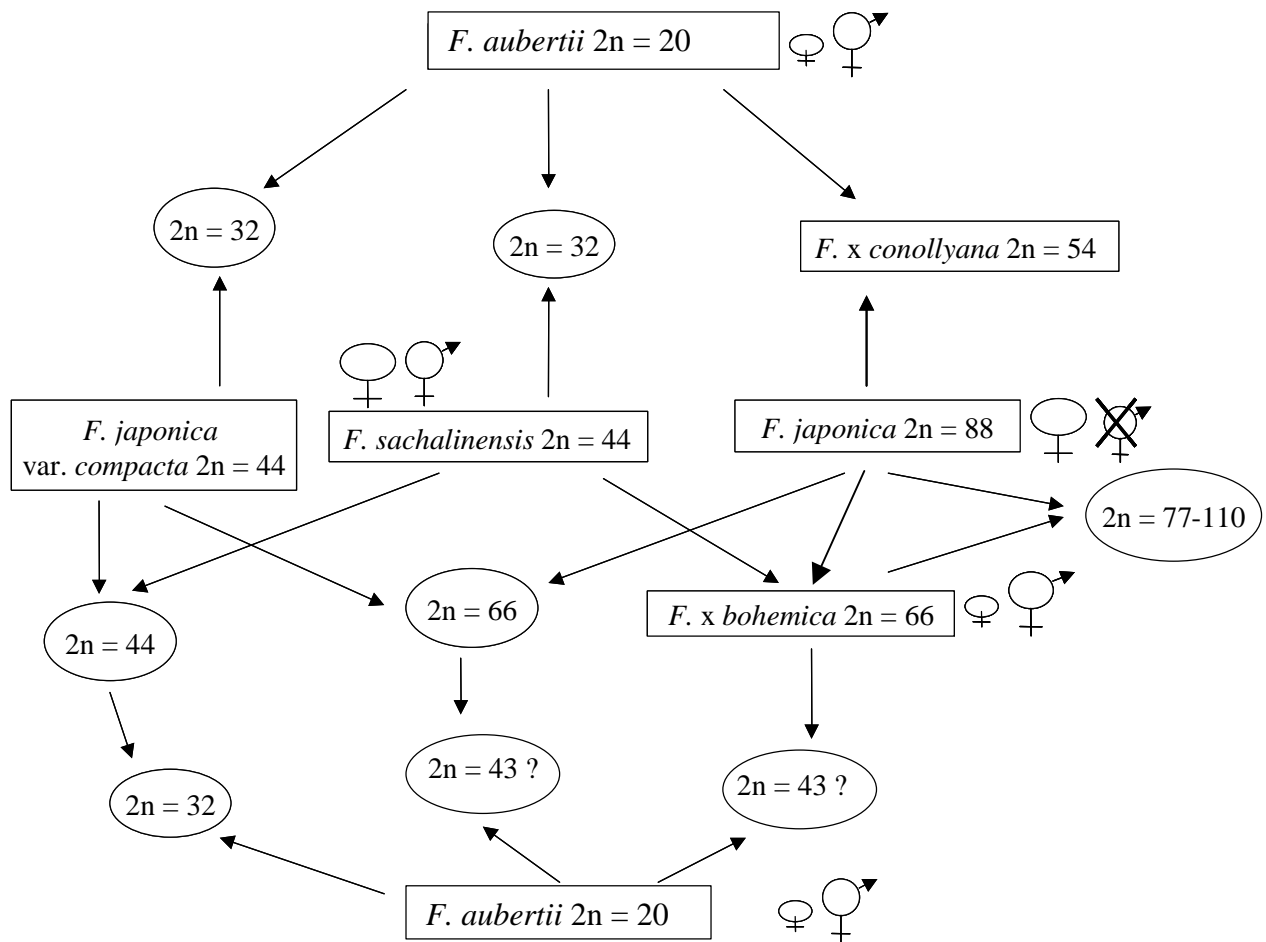 F. aubertii 2n = 20
2n = 32
2n = 32
F. x conollyana 2n = 54
F. japonica
var. compacta 2n = 44
F. sachalinensis 2n = 44
F. japonica 2n = 88
2n = 77-110
2n = 44
2n = 66
F. x bohemica 2n = 66
2n = 32
2n = 43 ?
2n = 43 ?
F. aubertii 2n = 20